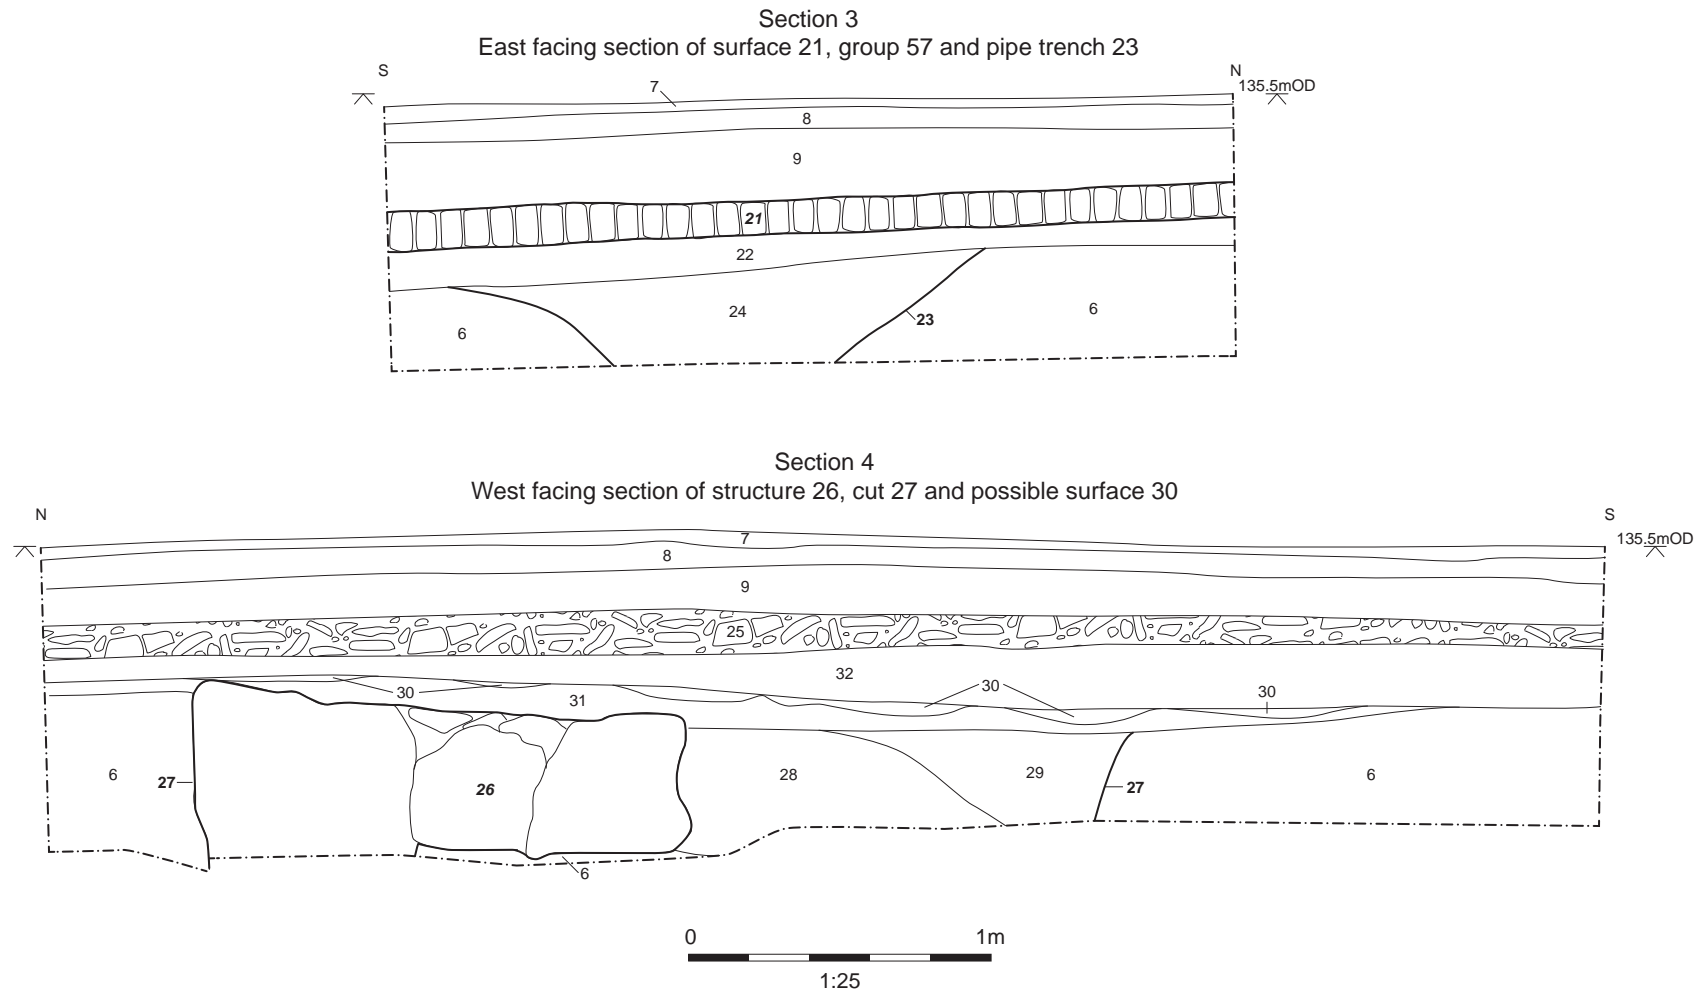 Section 3
East facing section of surface 21, group 57 and pipe trench 23
S
N
135.5mOD
7
8
9
21
22
24
23
6
6
Section 4
West facing section of structure 26, cut 27 and possible surface 30
N
S
135.5mOD
7
8
9
25
32
30
30
30
31
6
27
26
28
29
27
6
6
0 1m
1:25